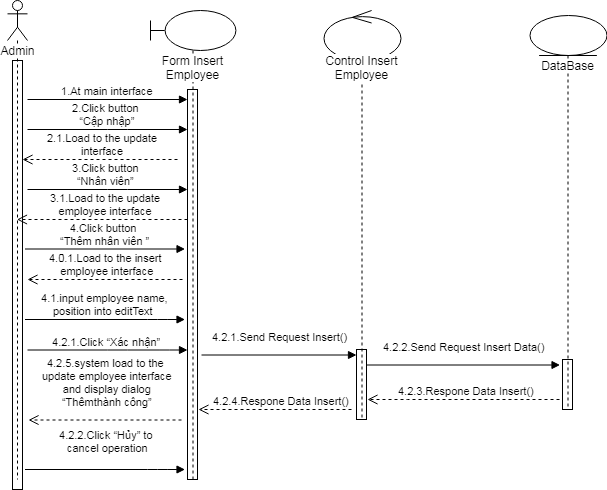 Admin
Form Insert
Employee
Control Insert
Employee
DataBase
1.At main interface
2.Click button
“Cập nhập”
2.1.Load to the update
interface
3.Click button
“Nhân viên”
3.1.Load to the update
employee interface
4.Click button
“Thêm nhân viên ”
4.0.1.Load to the insert
employee interface
4.1.input employee name,
position into editText
4.2.1.Click “Xác nhận”
4.2.1.Send Request Insert()
4.2.2.Send Request Insert Data()
4.2.5.system load to the
update employee interface
and display dialog
“Thêmthành công”
4.2.3.Respone Data Insert()
4.2.4.Respone Data Insert()
4.2.2.Click “Hủy” to
cancel operation